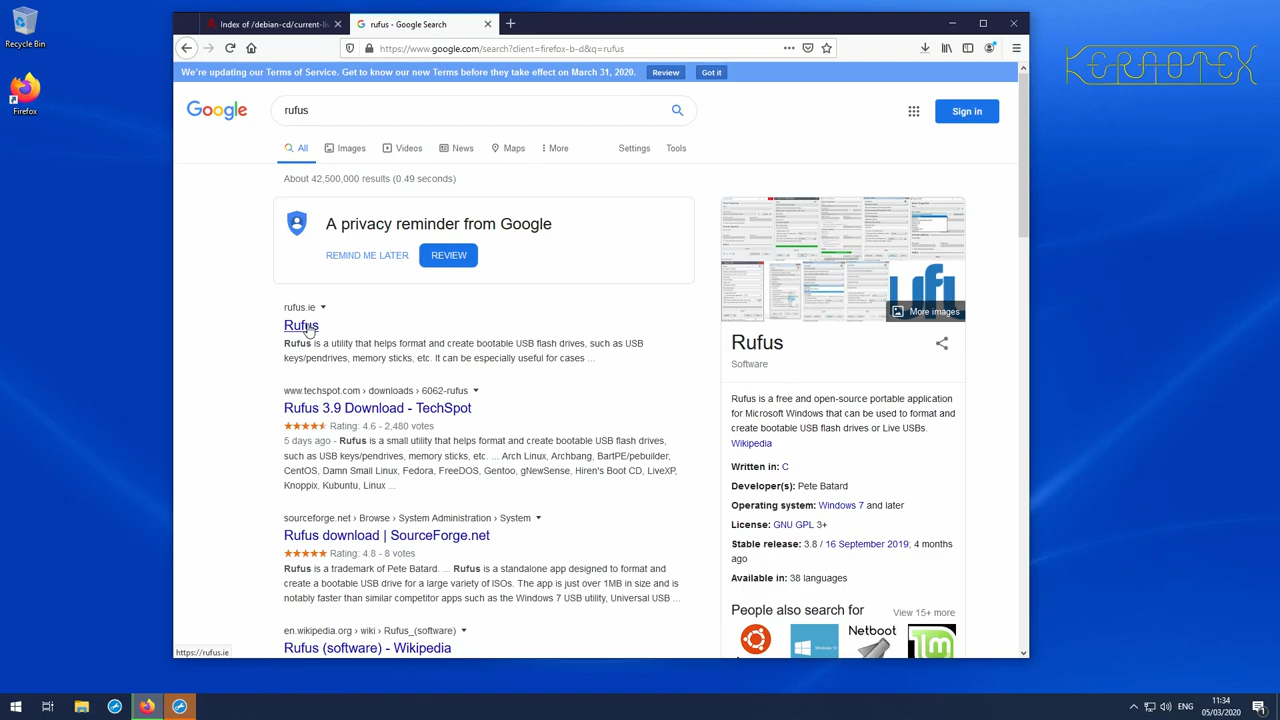 Recycle Bin
Firefox
Index of /debian-cd/current-li
rufus - Google Search
https://www.google.com/search?client=firefox-b-d&q=rufus
KERAUTEX
We're updating our Terms of Service. Get to know our new Terms before they take effect on March 31, 2020.
Review
Got it
Google
rufus
Sign in
All
Images
Videos
News
Maps
More
Settings
Tools
About 42,500,000 results (0.49 seconds)
A privacy reminder from Google
REMIND ME LATER
REVIEW
rufus.ie
Rufus
Rufus is a utility that helps format and create bootable USB flash drives, such as USB
keys/pendrives, memory sticks, etc. It can be especially useful for cases ...
www.techspot.com › downloads › 6062-rufus
Rufus 3.9 Download - TechSpot
Rating: 4.6 - 2,480 votes
5 days ago - Rufus is a small utility that helps format and create bootable USB flash drives,
such as USB keys/pendrives, memory sticks, etc. ... Arch Linux, Archbang, BartPE/pebuilder,
CentOS, Damn Small Linux, Fedora, FreeDOS, Gentoo, gNewSense, Hiren's Boot CD, LiveXP,
Knoppix, Kubuntu, Linux ...
sourceforge.net › Browse › System Administration › System
Rufus download | SourceForge.net
Rating: 4.8 - 8 votes
Rufus is a trademark of Pete Batard. ... Rufus is a standalone app designed to format and
create a bootable USB drive for a large variety of ISOs. The app is just over 1MB in size and is
notably faster than similar competitor apps such as the Windows 7 USB utility, Universal USB ...
en.wikipedia.org › wiki › Rufus_(software)
Rufus (software) - Wikipedia
More images
Rufus
Software
Rufus is a free and open-source portable application
for Microsoft Windows that can be used to format and
create bootable USB flash drives or Live USBs.
Wikipedia
Written in: C
Developer(s): Pete Batard
Operating system: Windows 7 and later
License: GNU GPL 3+
Stable release: 3.8 / 16 September 2019; 4 months
ago
Available in: 38 languages
People also search for
View 15+ more
Netboot
https://rufus.ie
ENG
11:34
05/03/2020